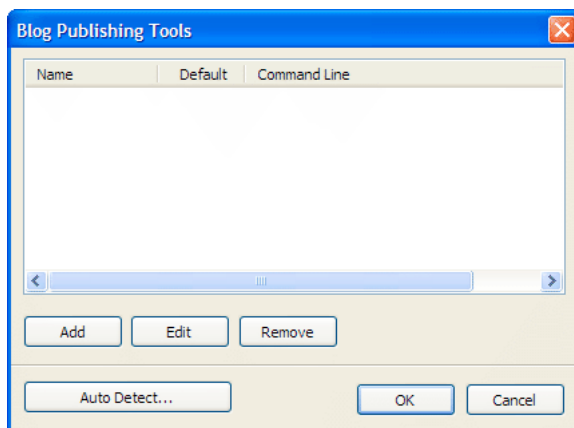 Blog Publishing Tools
Name Default Command Line
Add Edit Remove
Auto Detect... OK Cancel